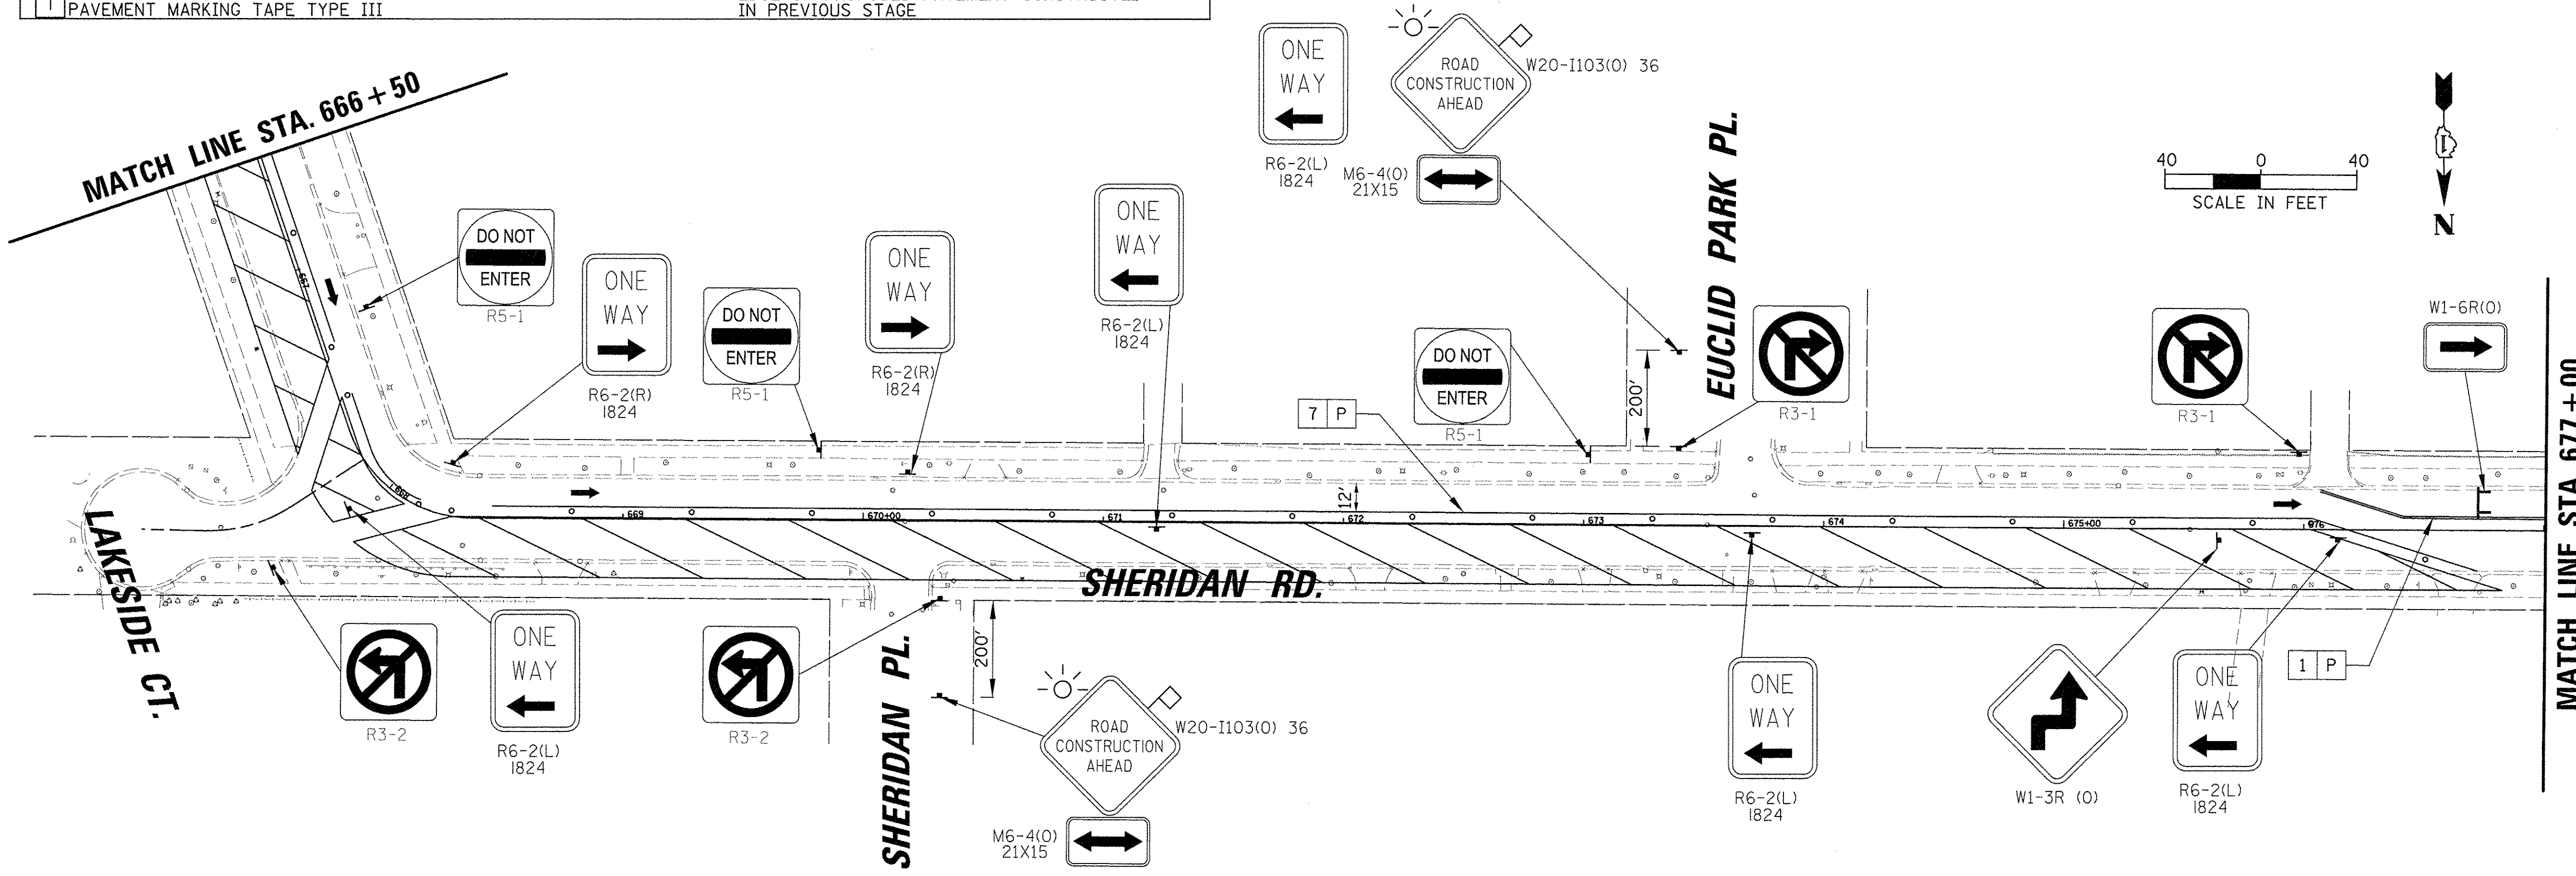 T
PAVEMENT MARKING TAPE TYPE III
IN PREVIOUS STAGE
MATCH LINE STA. 666+50
ONE
WAY
R6-2(L)
1824
ROAD
CONSTRUCTION
AHEAD
W20-I103(O) 36
M6-4(O)
21X15
EUCLID PARK PL.
40 0 40
SCALE IN FEET
1
N
DO NOT
ENTER
R5-1
ONE
WAY
R6-2(R)
1824
DO NOT
ENTER
R5-1
ONE
WAY
R6-2(R)
1824
ONE
WAY
R6-2(L)
1824
7 P
DO NOT
ENTER
R5-1
200'
R3-1
R3-1
W1-6R(O)
MATCH LINE STA. 677+00
12'
667
668
669
670+00
671
672
673
674
675+00
676
LAKESIDE CT.
SHERIDAN RD.
R3-2
ONE
WAY
R6-2(L)
1824
R3-2
SHERIDAN PL.
200'
ROAD
CONSTRUCTION
AHEAD
W20-I103(O) 36
M6-4(O)
21X15
ONE
WAY
R6-2(L)
1824
W1-3R (O)
ONE
WAY
R6-2(L)
1824
1 P